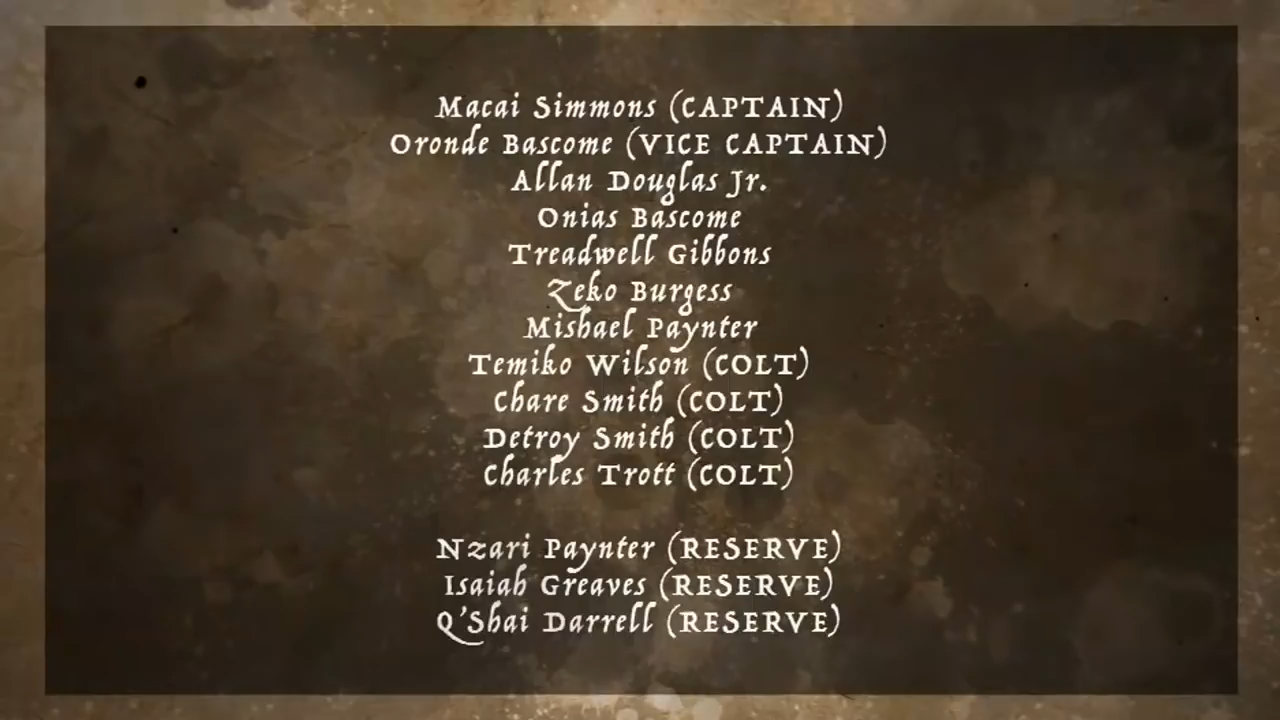 Macai Simmons (CAPTAIN)
Oronde Bascome (VICE CAPTAIN)
Allan Douglas Jr.
Onias Bascome
Treadwell Gibbons
Zeko Burgess
Mishael Paynter
Temiko Wilson (COLT)
Chare Smith (COLT)
Detroy Smith (COLT)
Charles Trott (COLT)
Nzari Paynter (RESERVE)
Isaiah Greaves (RESERVE)
Q'Shai Darrell (RESERVE)